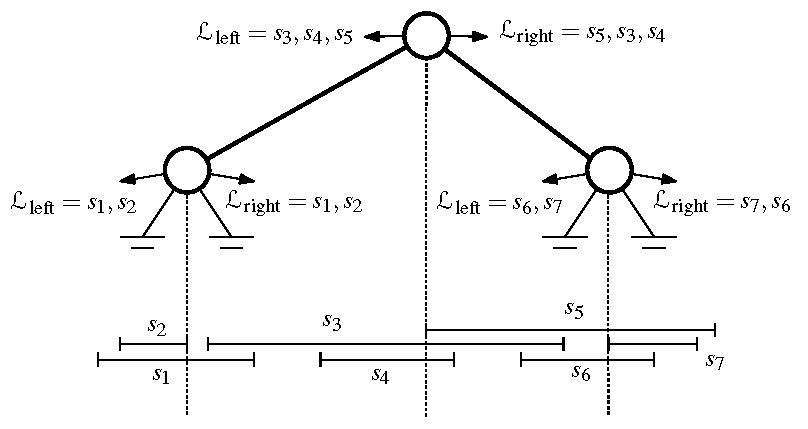 ℒleft = s3, s4, s5
ℒright = s5, s3, s4
ℒleft = s1, s2
ℒright = s1, s2
ℒleft = s6, s7
ℒright = s7, s6
s5
s2
s3
s1
s4
s6
s7